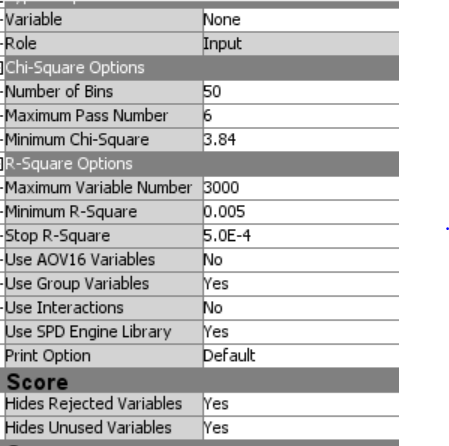 Variable None
Role Input
Chi-Square Options
Number of Bins 50
Maximum Pass Number 6
Minimum Chi-Square 3.84
R-Square Options
Maximum Variable Number 3000
Minimum R-Square 0.005
Stop R-Square 5.0E-4
Use AOV16 Variables No
Use Group Variables Yes
Use Interactions No
Use SPD Engine Library Yes
Print Option Default
Score
Hides Rejected Variables Yes
Hides Unused Variables Yes